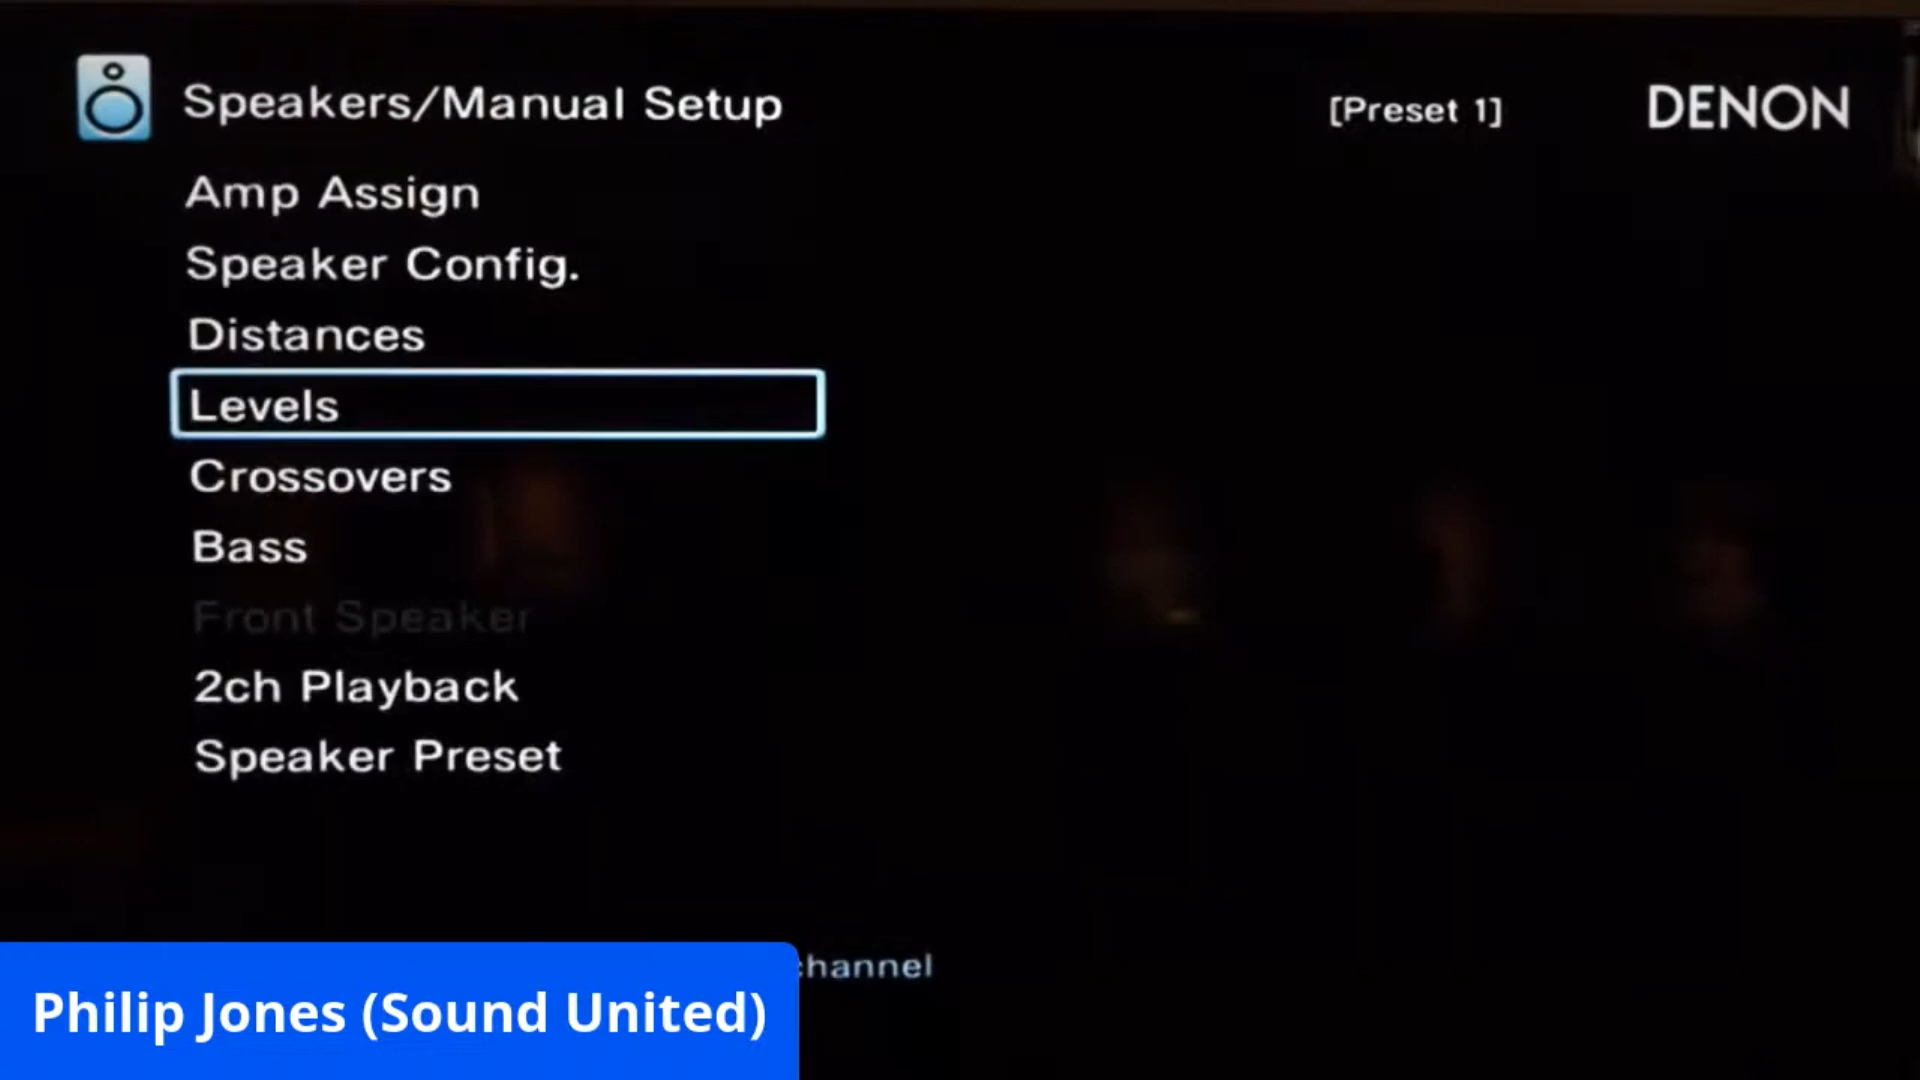 Speakers/Manual Setup
[Preset 1]
DENON
Amp Assign
Speaker Config.
Distances
Levels
Crossovers
Bass
Front Speaker
2ch Playback
Speaker Preset
channel
Philip Jones (Sound United)